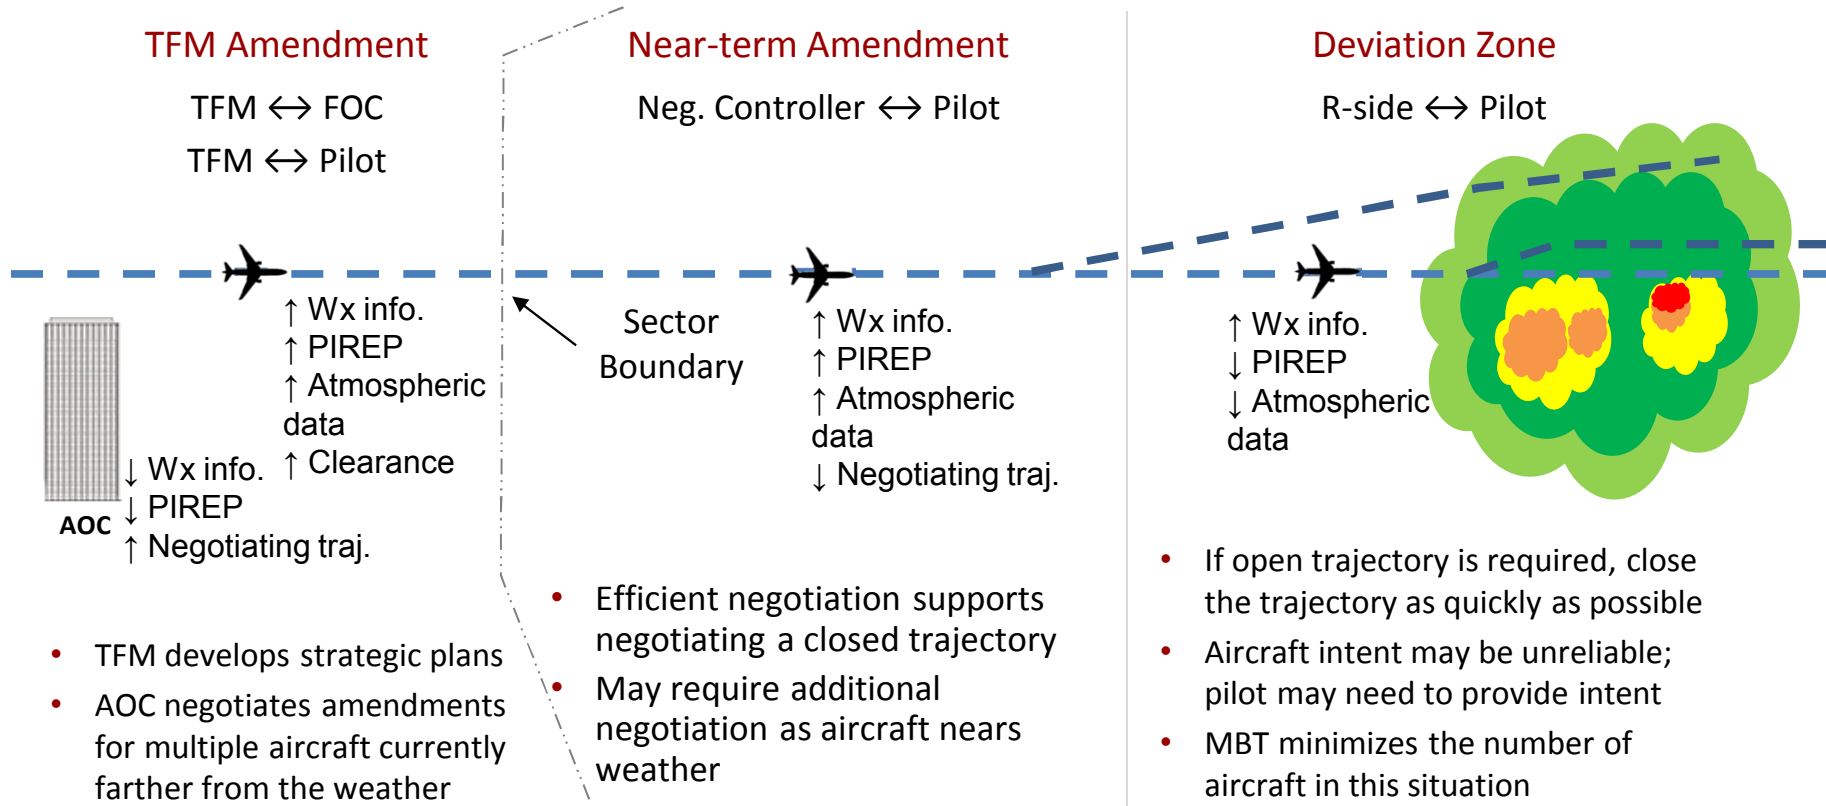 TFM Amendment
TFM ↔ FOC
TFM ↔ Pilot
↑ Wx info.
↑ PIREP
↑ Atmospheric
data
↑ Clearance
↓ Wx info.
↓ PIREP
↑ Negotiating traj.
AOC
• TFM develops strategic plans
• AOC negotiates amendments
for multiple aircraft currently
farther from the weather
Near-term Amendment
Neg. Controller ↔ Pilot
Sector
Boundary
↑ Wx info.
↑ PIREP
↑ Atmospheric
data
↓ Negotiating traj.
• Efficient negotiation supports
negotiating a closed trajectory
• May require additional
negotiation as aircraft nears
weather
Deviation Zone
R-side ↔ Pilot
↑ Wx info.
↓ PIREP
↓ Atmospheric
data
• If open trajectory is required, close
the trajectory as quickly as possible
• Aircraft intent may be unreliable;
pilot may need to provide intent
• MBT minimizes the number of
aircraft in this situation